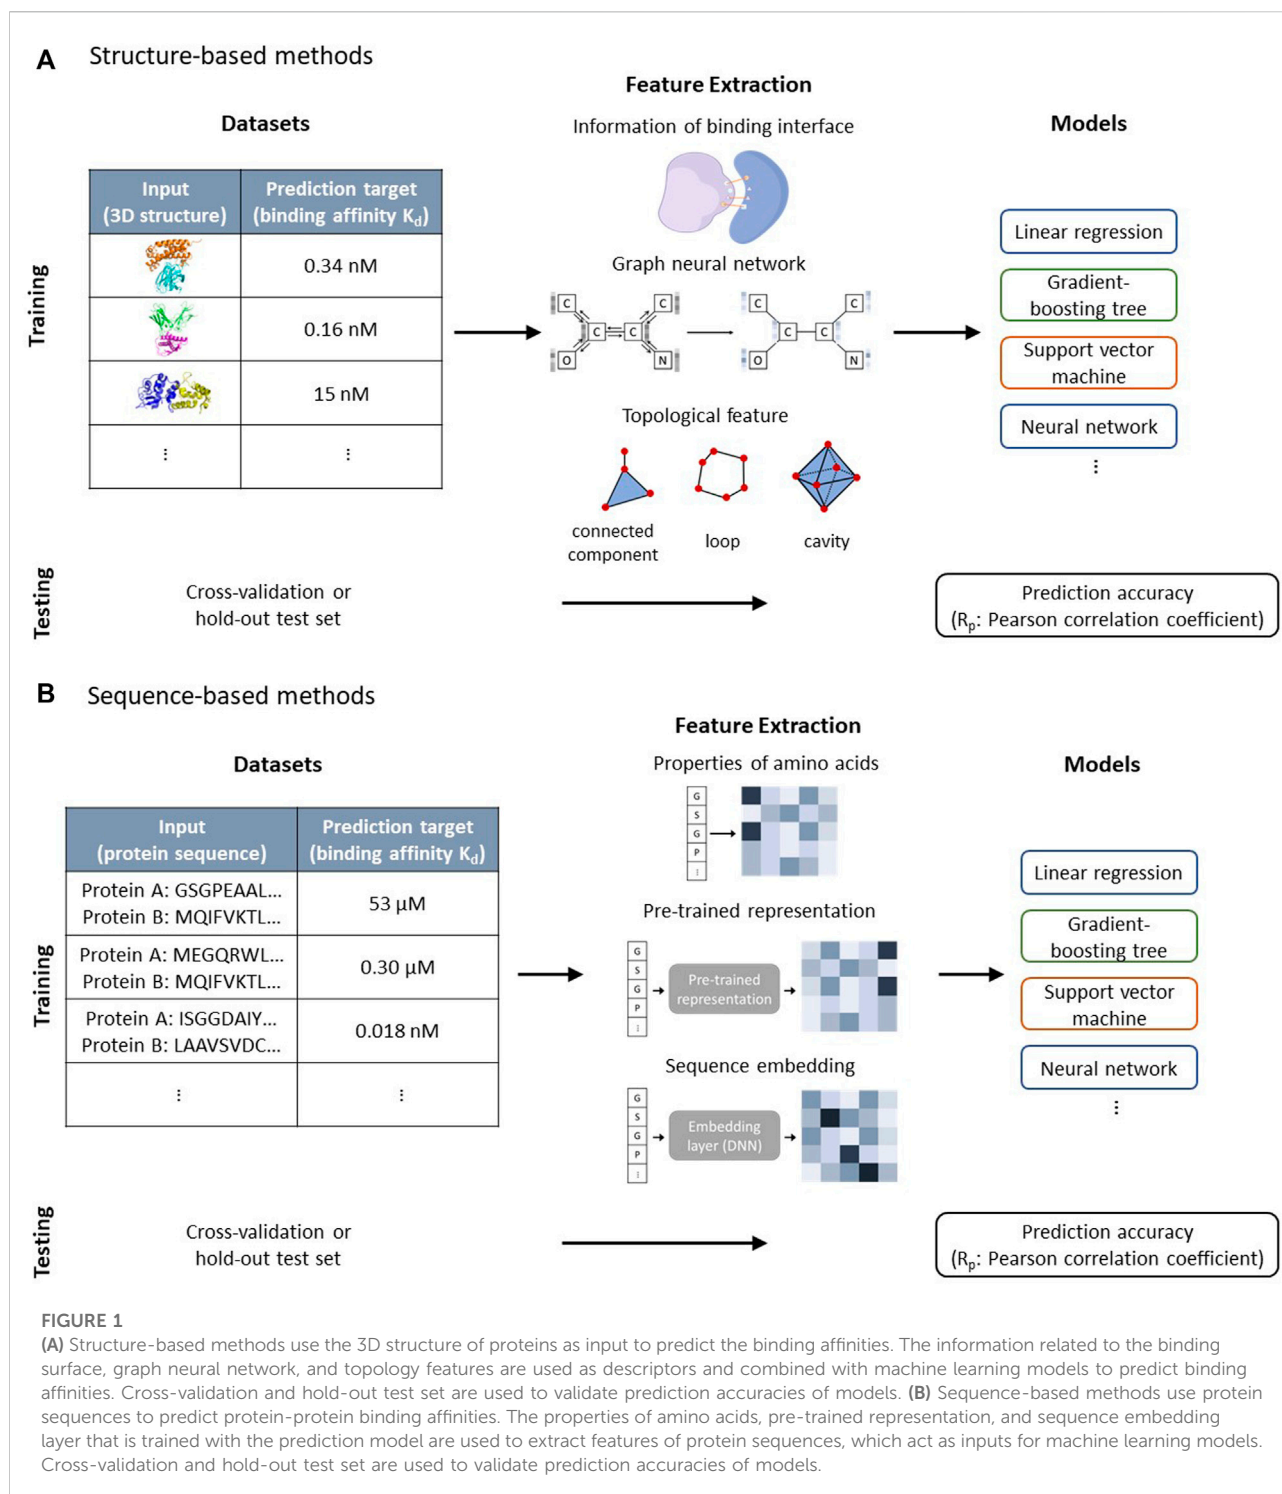 A Structure-based methods
Datasets
Feature Extraction
Models
Training
Input
(3D structure)
Prediction target
(binding affinity Kd)
0.34 nM
0.16 nM
15 nM
⋮
⋮
Information of binding interface
Graph neural network
C
C
C
C
O
N
C
C
C
C
O
N
Topological feature
connected
component
loop
cavity
Linear regression
Gradient-
boosting tree
Support vector
machine
Neural network
⋮
Testing
Cross-validation or
hold-out test set
Prediction accuracy
(Rp: Pearson correlation coefficient)
B Sequence-based methods
Datasets
Feature Extraction
Models
Training
Input
(protein sequence)
Prediction target
(binding affinity Kd)
Protein A: GSGPEAAL...
Protein B: MQIFVKTL...
53 µM
Protein A: MEGQRWL...
Protein B: MQIFVKTL...
0.30 µM
Protein A: ISGGDAIY...
Protein B: LAAVSVDC...
0.018 nM
⋮
⋮
Properties of amino acids
G
S
G
P
⋮
Pre-trained representation
G
S
G
P
⋮
Pre-trained
representation
Sequence embedding
G
S
G
P
⋮
Embedding
layer (DNN)
Linear regression
Gradient-
boosting tree
Support vector
machine
Neural network
⋮
Testing
Cross-validation or
hold-out test set
Prediction accuracy
(Rp: Pearson correlation coefficient)
FIGURE 1
(A) Structure-based methods use the 3D structure of proteins as input to predict the binding affinities. The information related to the binding
surface, graph neural network, and topology features are used as descriptors and combined with machine learning models to predict binding
affinities. Cross-validation and hold-out test set are used to validate prediction accuracies of models. (B) Sequence-based methods use protein
sequences to predict protein-protein binding affinities. The properties of amino acids, pre-trained representation, and sequence embedding
layer that is trained with the prediction model are used to extract features of protein sequences, which act as inputs for machine learning models.
Cross-validation and hold-out test set are used to validate prediction accuracies of models.